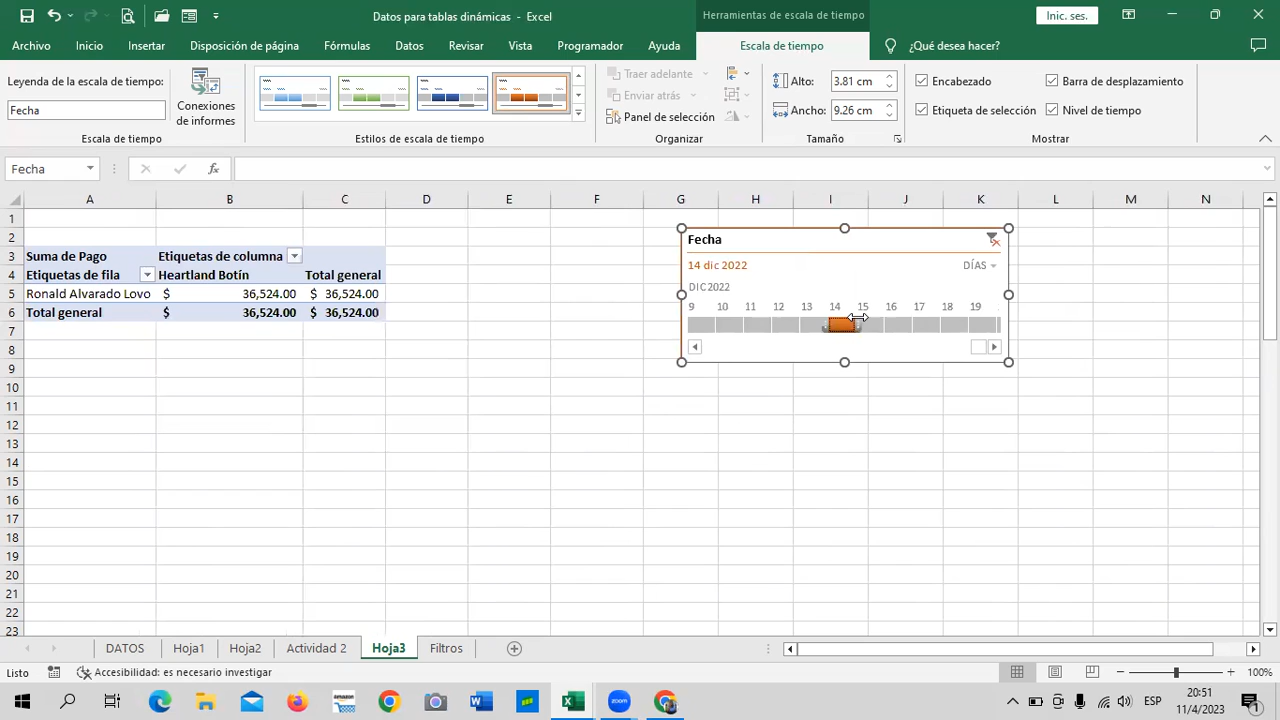 Datos para tablas dinámicas - Excel
Herramientas de escala de tiempo
Inic. ses.
Archivo Inicio Insertar Disposición de página Fórmulas Datos Revisar Vista Programador Ayuda Escala de tiempo ¿Qué desea hacer?
Leyenda de la escala de tiempo:
Fecha
Conexiones de informes
Escala de tiempo
Estilos de escala de tiempo
Traer adelante
Enviar atrás
Panel de selección
Organizar
Alto: 3.81 cm
Ancho: 9.26 cm
Tamaño
Encabezado Barra de desplazamiento
Etiqueta de selección Nivel de tiempo
Mostrar
Fecha fx
A B C D E F G H I J K L M N
1
2
3 Suma de Pago Etiquetas de columna
4 Etiquetas de fila Heartland Botín Total general
5 Ronald Alvarado Lovo $ 36,524.00 $ 36,524.00
6 Total general $ 36,524.00 $ 36,524.00
7
8
9
10
11
12
13
14
15
16
17
18
19
20
21
22
23
Fecha
14 dic 2022 DÍAS
DIC 2022
9 10 11 12 13 14 15 16 17 18 19
DATOS Hoja1 Hoja2 Actividad 2 Hoja3 Filtros
Listo Accesibilidad: es necesario investigar 100%
amazon
ESP
20:51
11/4/2023
1